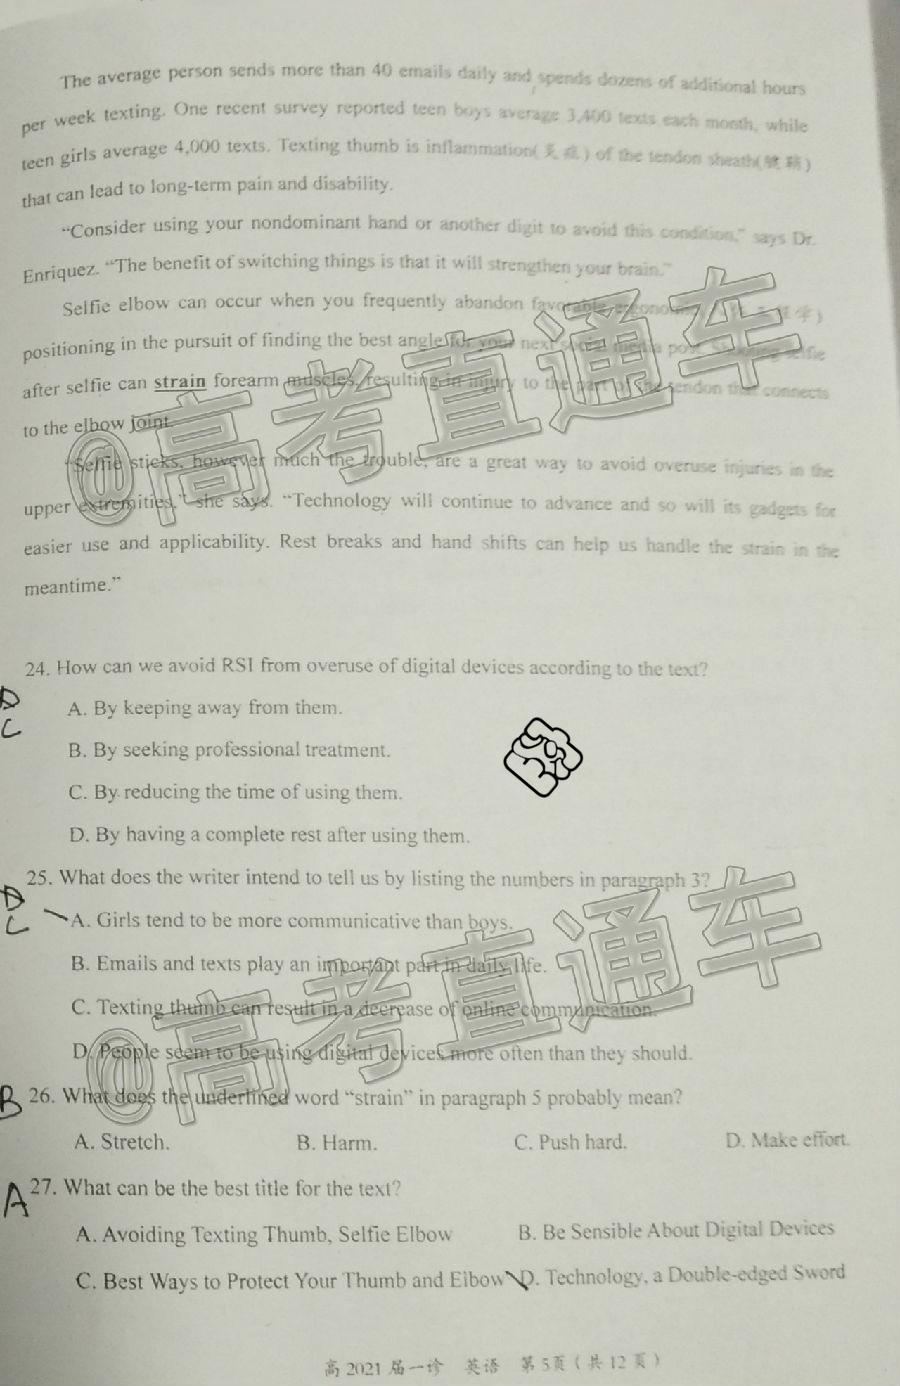 The average person sends more than 40 emails daily and spends dozens of additional hours
per week texting. One recent survey reported teen boys average 3,400 texts each month, while
teen girls average 4,000 texts. Texting thumb is inflammation(炎症) of the tendon sheath(腱鞘)
that can lead to long-term pain and disability.
“Consider using your nondominant hand or another digit to avoid this condition,” says Dr.
Enriquez. “The benefit of switching things is that it will strengthen your brain.”
Selfie elbow can occur when you frequently abandon favorable
positioning in the pursuit of finding the best angle for your next social media post. Shooting selfie
after selfie can strain forearm muscles, resulting in injury to the part of the tendon that connects
to the elbow joint.
“Selfie sticks, however much the trouble, are a great way to avoid overuse injuries in the
upper extremities,” she says. “Technology will continue to advance and so will its gadgets for
easier use and applicability. Rest breaks and hand shifts can help us handle the strain in the
meantime.”
24. How can we avoid RSI from overuse of digital devices according to the text?
D
C
A. By keeping away from them.
B. By seeking professional treatment.
C. By reducing the time of using them.
D. By having a complete rest after using them.
25. What does the writer intend to tell us by listing the numbers in paragraph 3?
D
C
A. Girls tend to be more communicative than boys.
B. Emails and texts play an important part in daily life.
C. Texting thumb can result in a decrease of online communication.
D. People seem to be using digital devices more often than they should.
B 26. What does the underlined word “strain” in paragraph 5 probably mean?
A. Stretch. B. Harm. C. Push hard. D. Make effort.
A 27. What can be the best title for the text?
A. Avoiding Texting Thumb, Selfie Elbow B. Be Sensible About Digital Devices
C. Best Ways to Protect Your Thumb and Elbow D. Technology, a Double-edged Sword
高 2021 届一诊 英语 第5页(共12页)
@高考直通车
@高考直通车